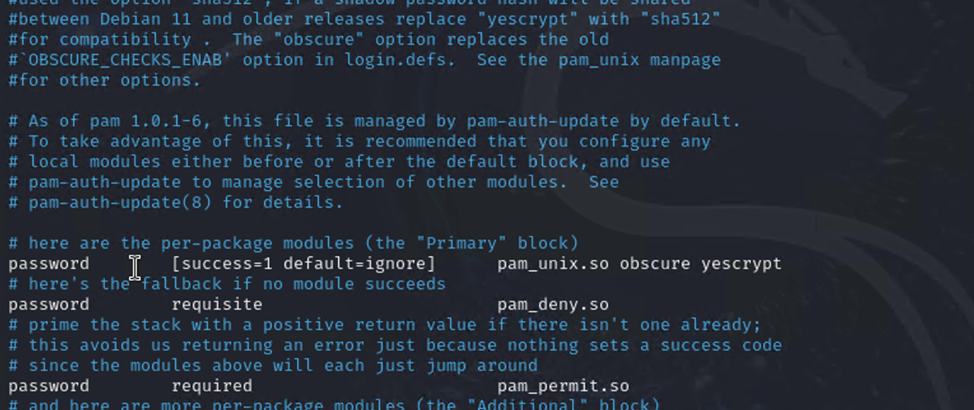 #used the option "sha512", if a shadow password hash will be shared
#between Debian 11 and older releases replace "yescrypt" with "sha512"
#for compatibility .  The "obscure" option replaces the old
#`OBSCURE_CHECKS_ENAB' option in login.defs.  See the pam_unix manpage
#for other options.
# As of pam 1.0.1-6, this file is managed by pam-auth-update by default.
# To take advantage of this, it is recommended that you configure any
# local modules either before or after the default block, and use
# pam-auth-update to manage selection of other modules.  See
# pam-auth-update(8) for details.
# here are the per-package modules (the "Primary" block)
password        [success=1 default=ignore]      pam_unix.so obscure yescrypt
# here's the fallback if no module succeeds
password        requisite                       pam_deny.so
# prime the stack with a positive return value if there isn't one already;
# this avoids us returning an error just because nothing sets a success code
# since the modules above will each just jump around
password        required                        pam_permit.so
# and here are more per-package modules (the "Additional" block)